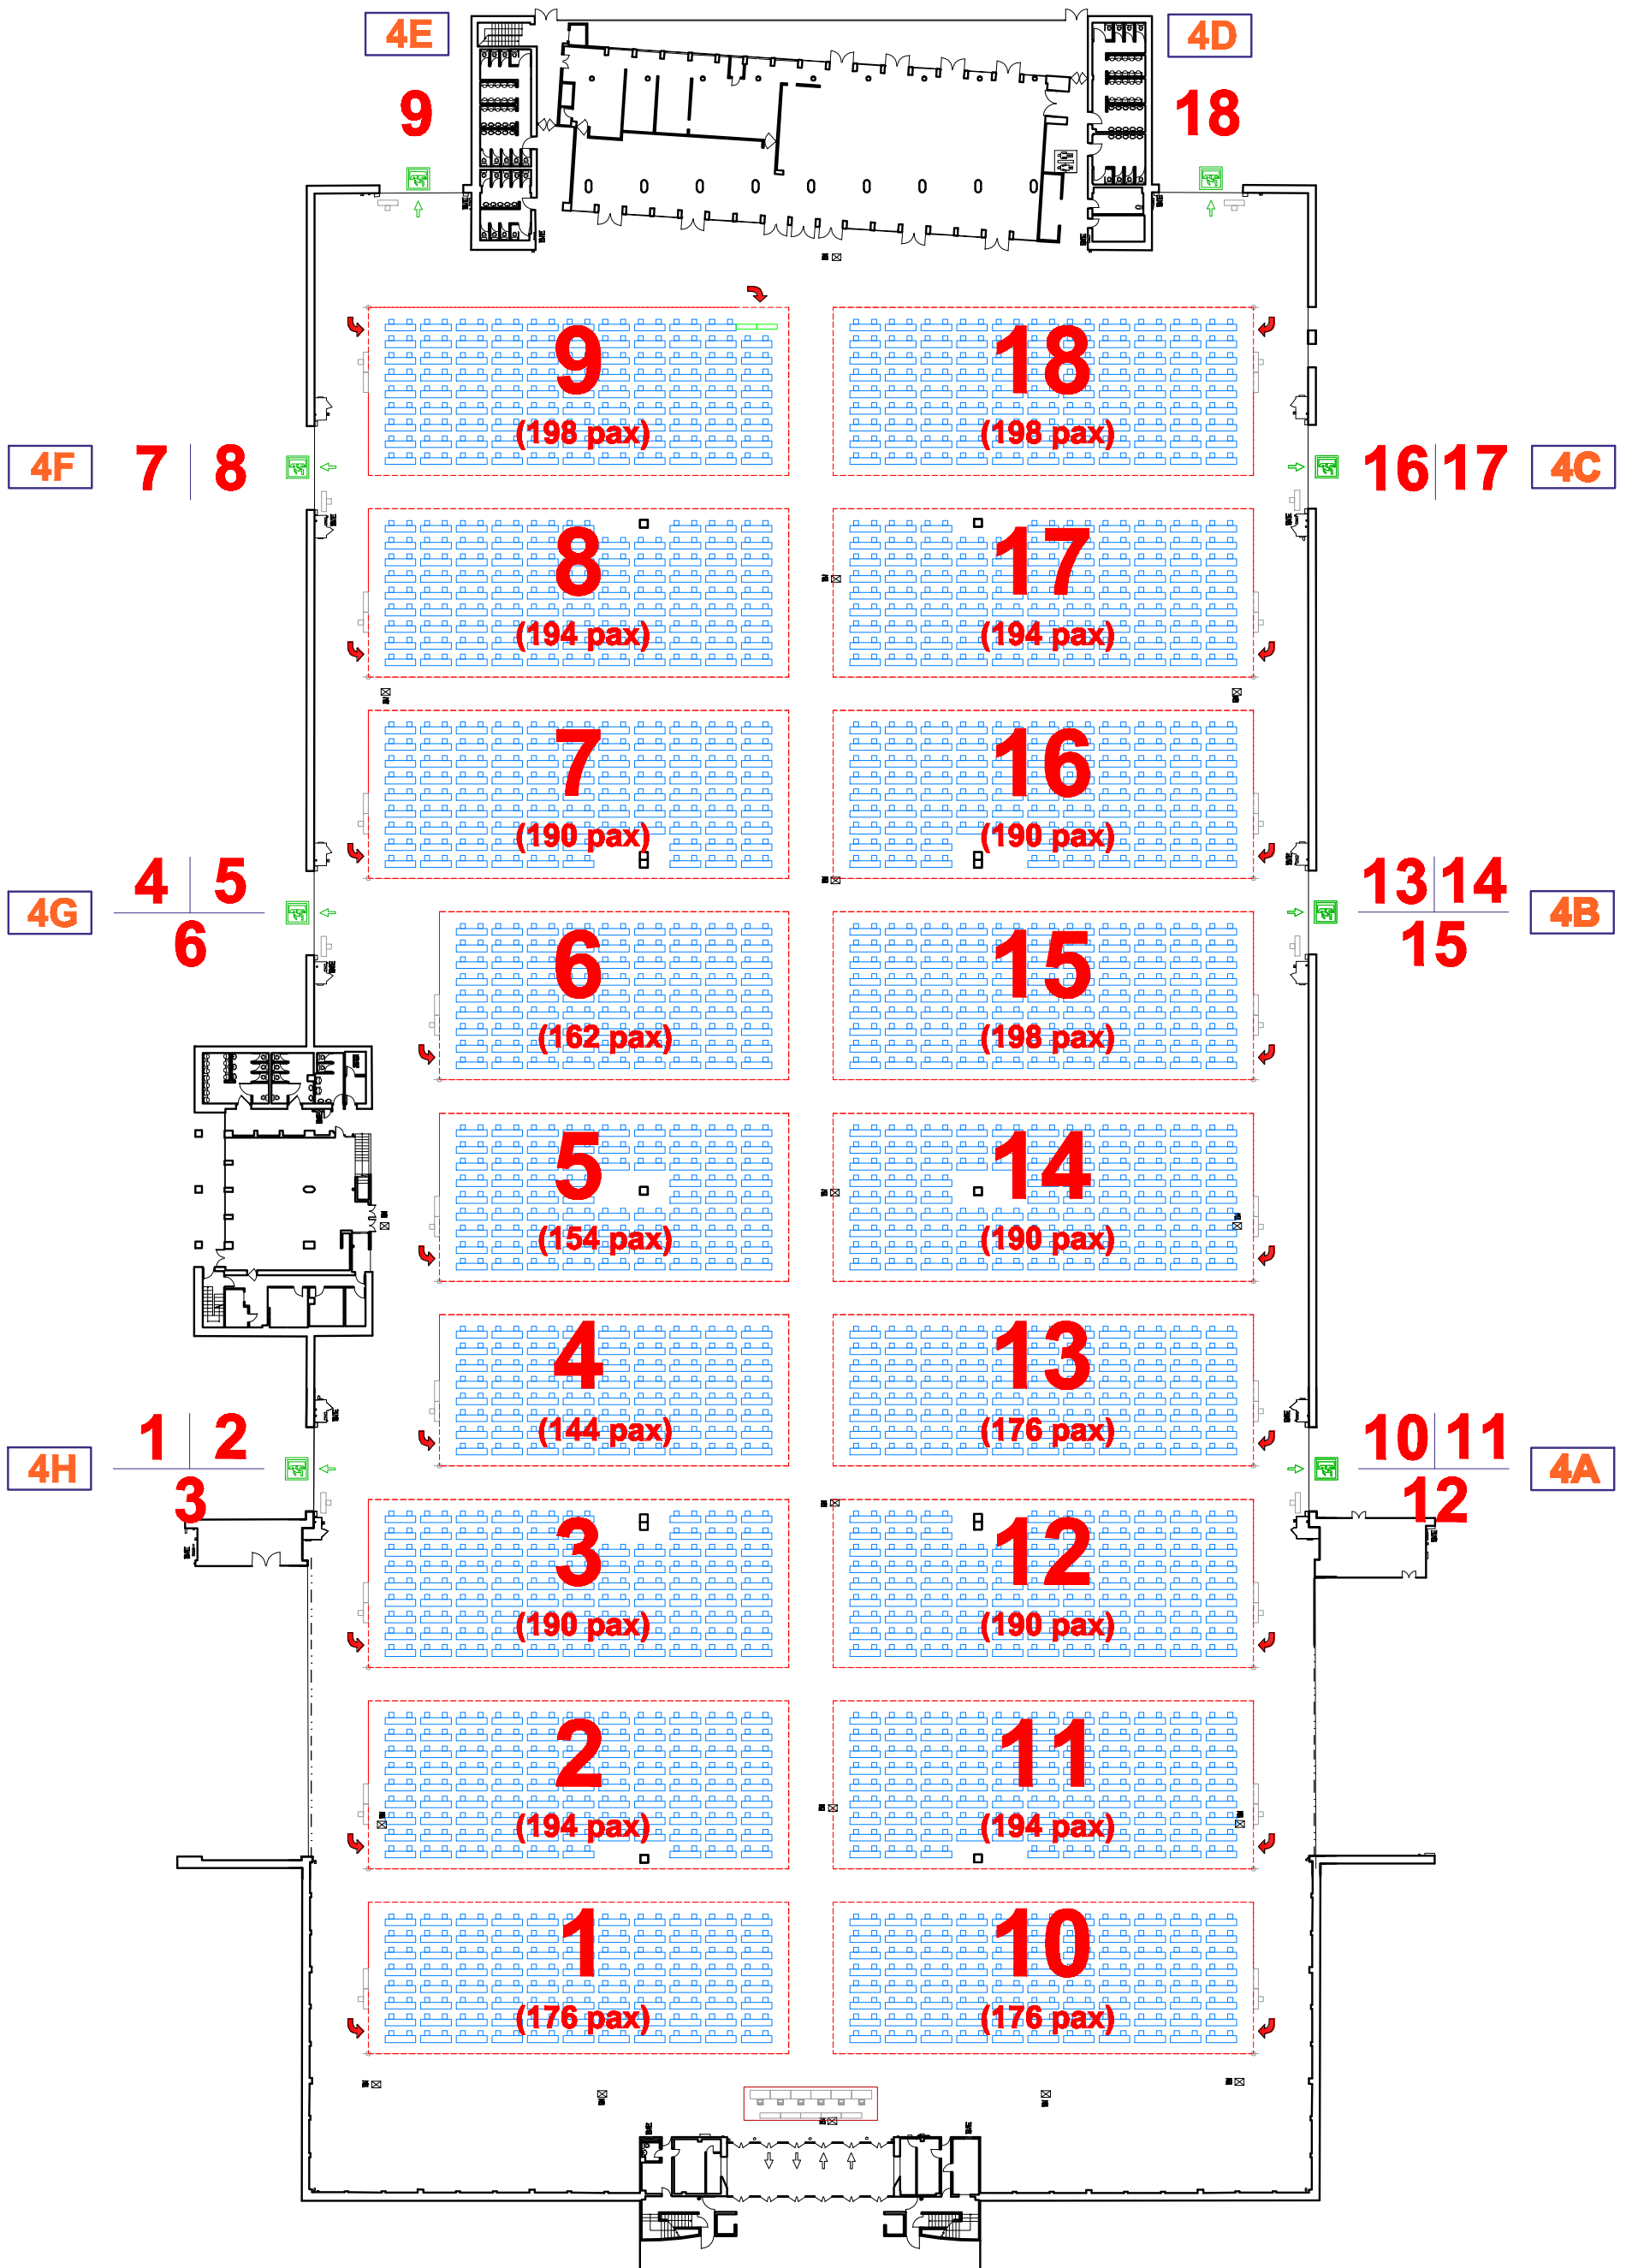 4E
4D
9
18
9
(198 pax)
18
(198 pax)
4F
7
8
16
17
4C
8
(194 pax)
17
(194 pax)
7
(190 pax)
16
(190 pax)
4G
4
5
6
13
14
15
4B
6
(162 pax)
15
(198 pax)
5
(154 pax)
14
(190 pax)
4
(144 pax)
13
(176 pax)
4H
1
2
3
10
11
12
4A
3
(190 pax)
12
(190 pax)
2
(194 pax)
11
(194 pax)
1
(176 pax)
10
(176 pax)